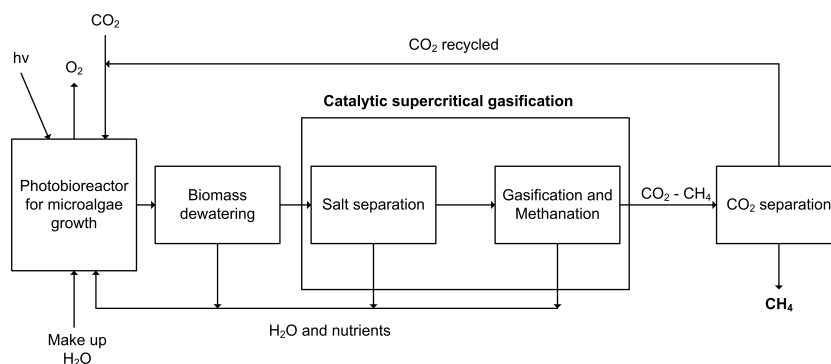 CO₂
CO₂ recycled
hv
O₂
Catalytic supercritical gasification
Photobioreactor
for microalgae
growth
Biomass
dewatering
Salt separation
Gasification and
Methanation
CO₂ - CH₄
CO₂ separation
CH₄
H₂O and nutrients
Make up
H₂O